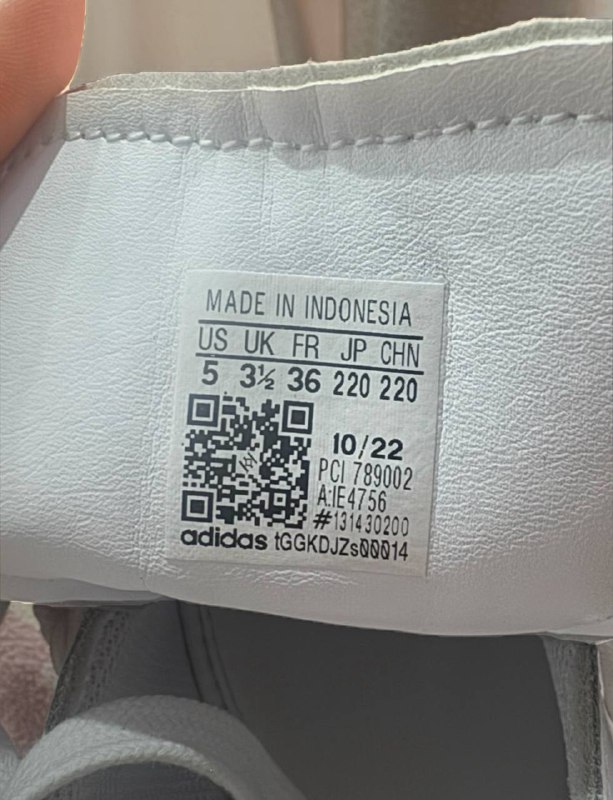 MADE IN INDONESIA
US UK FR JP CHN
5 3½ 36 220 220
10/22
PCI 789002
A:IE4756
#131430200
adidas tGGKDJZs00014